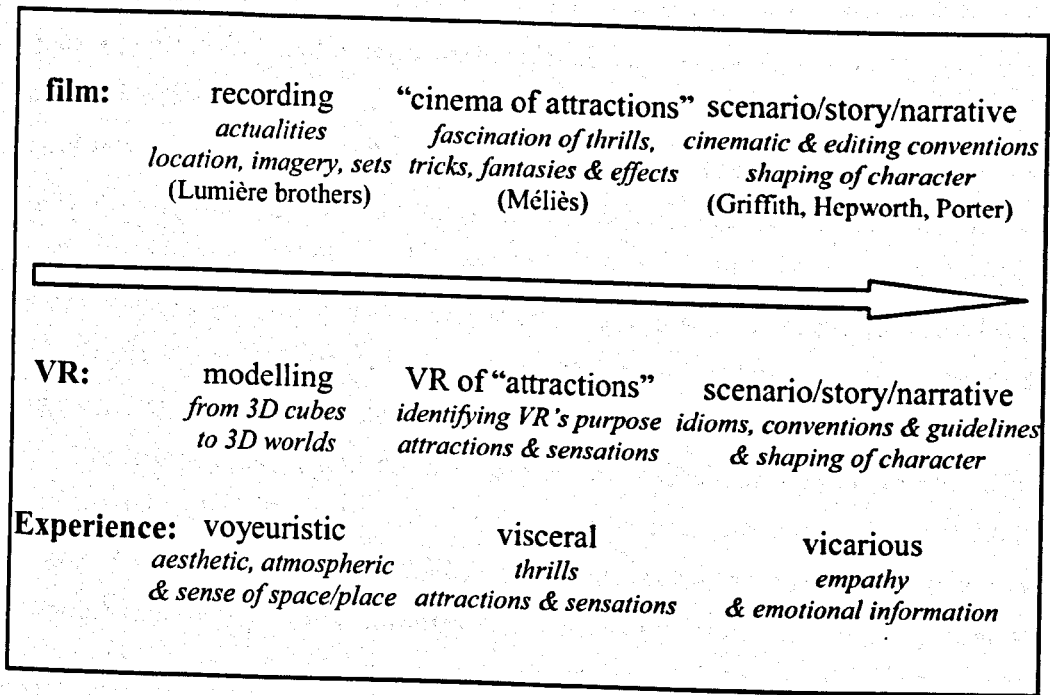 film: recording "cinema of attractions" scenario/story/narrative
actualities fascination of thrills, cinematic & editing conventions
location, imagery, sets tricks, fantasies & effects shaping of character
(Lumière brothers) (Méliès) (Griffith, Hepworth, Porter)
VR: modelling VR of "attractions" scenario/story/narrative
from 3D cubes identifying VR's purpose idioms, conventions & guidelines
to 3D worlds attractions & sensations & shaping of character
Experience: voyeuristic visceral vicarious
aesthetic, atmospheric thrills empathy
& sense of space/place attractions & sensations & emotional information